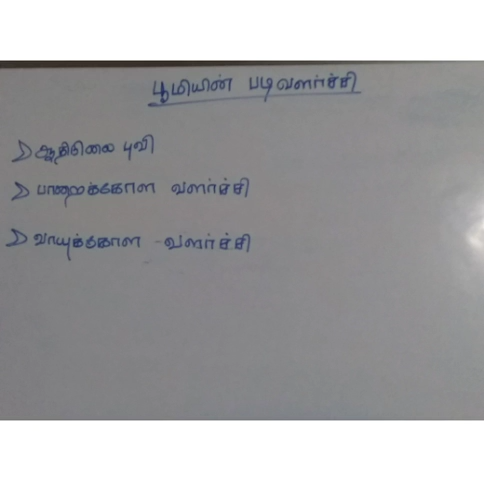 பூமியின் படிவளர்ச்சி
ஆதிநிலை புவி
பாறைக்கோள வளர்ச்சி
வாயுக்கோள வளர்ச்சி